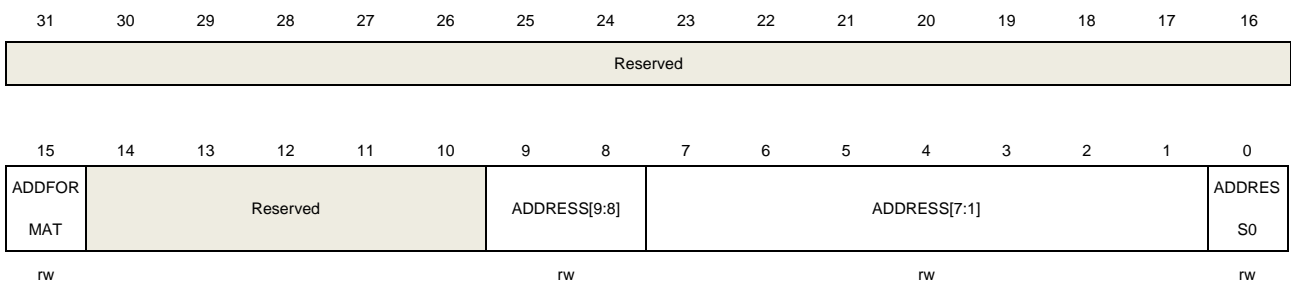 31 30 29 28 27 26 25 24 23 22 21 20 19 18 17 16
Reserved
15 14 13 12 11 10 9 8 7 6 5 4 3 2 1 0
ADDFOR
MAT
Reserved
ADDRESS[9:8]
ADDRESS[7:1]
ADDRES
S0
rw rw rw rw